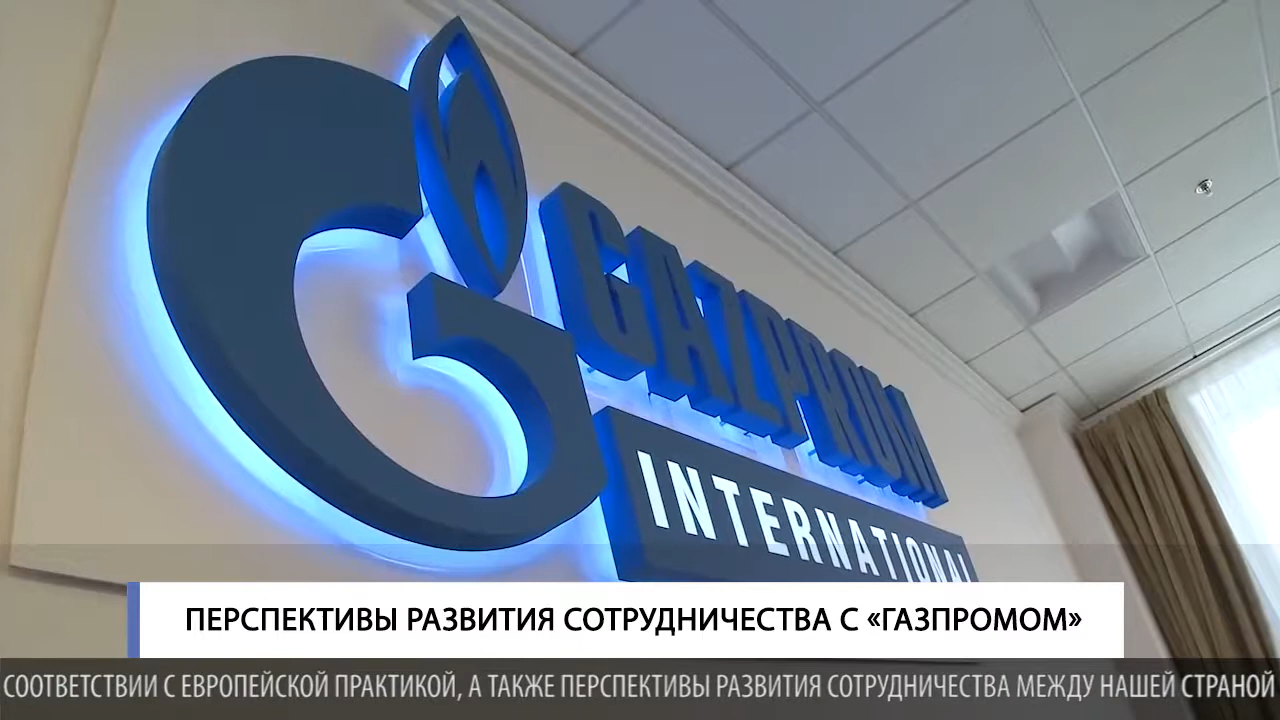 GAZPROM
INTERNATIONAL
ПЕРСПЕКТИВЫ РАЗВИТИЯ СОТРУДНИЧЕСТВА С «ГАЗПРОМОМ»
СООТВЕТСТВИИ С ЕВРОПЕЙСКОЙ ПРАКТИКОЙ, А ТАКЖЕ ПЕРСПЕКТИВЫ РАЗВИТИЯ СОТРУДНИЧЕСТВА МЕЖДУ НАШЕЙ СТРАНОЙ